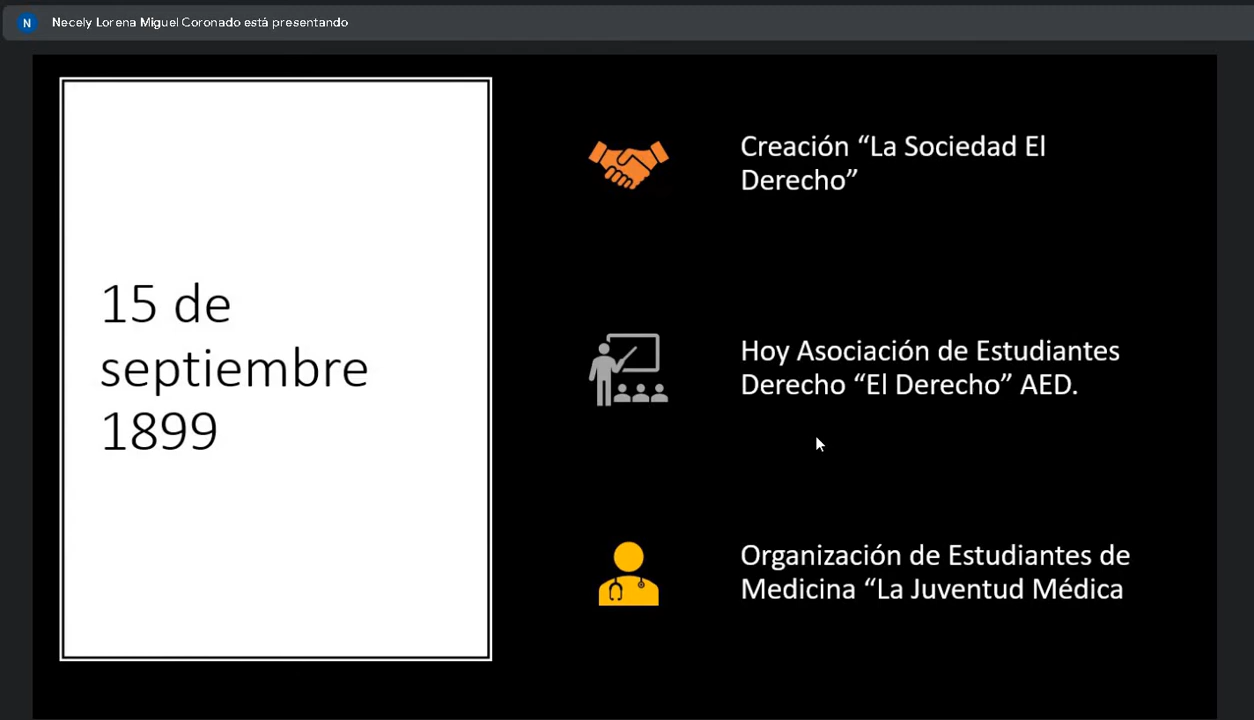 N
Necely Lorena Miguel Coronado está presentando
15 de
septiembre
1899
Creación “La Sociedad El
Derecho”
Hoy Asociación de Estudiantes
Derecho “El Derecho” AED.
Organización de Estudiantes de
Medicina “La Juventud Médica